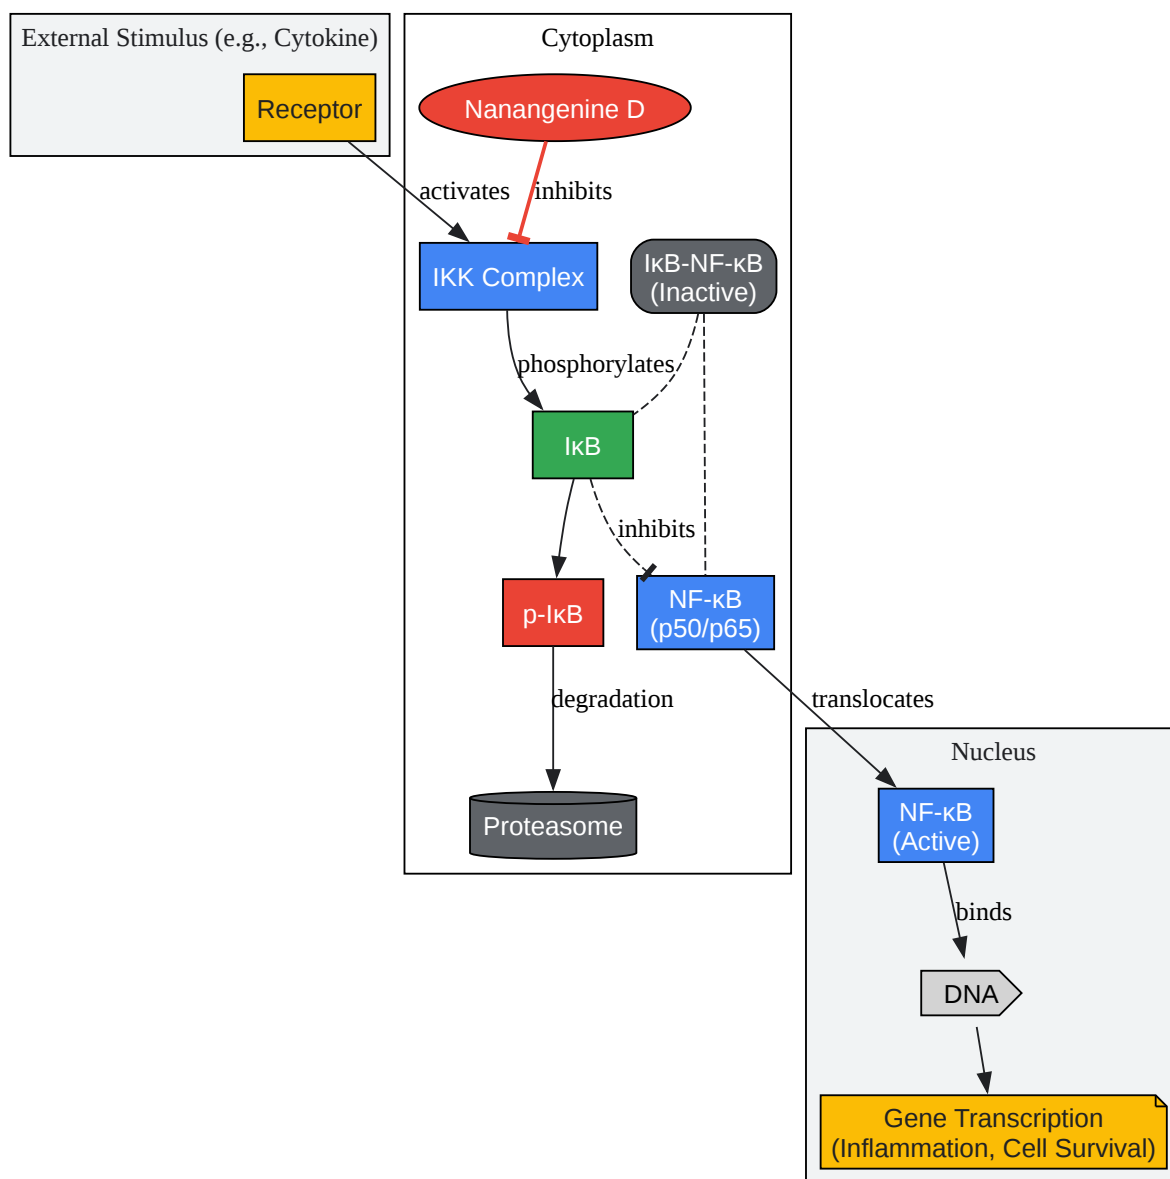 External Stimulus (e.g., Cytokine)
Receptor
activates
Cytoplasm
Nanangenine D
inhibits
IKK Complex
IκB-NF-κB
(Inactive)
phosphorylates
IκB
inhibits
p-IκB
NF-κB
(p50/p65)
degradation
translocates
Proteasome
Nucleus
NF-κB
(Active)
binds
DNA
Gene Transcription
(Inflammation, Cell Survival)